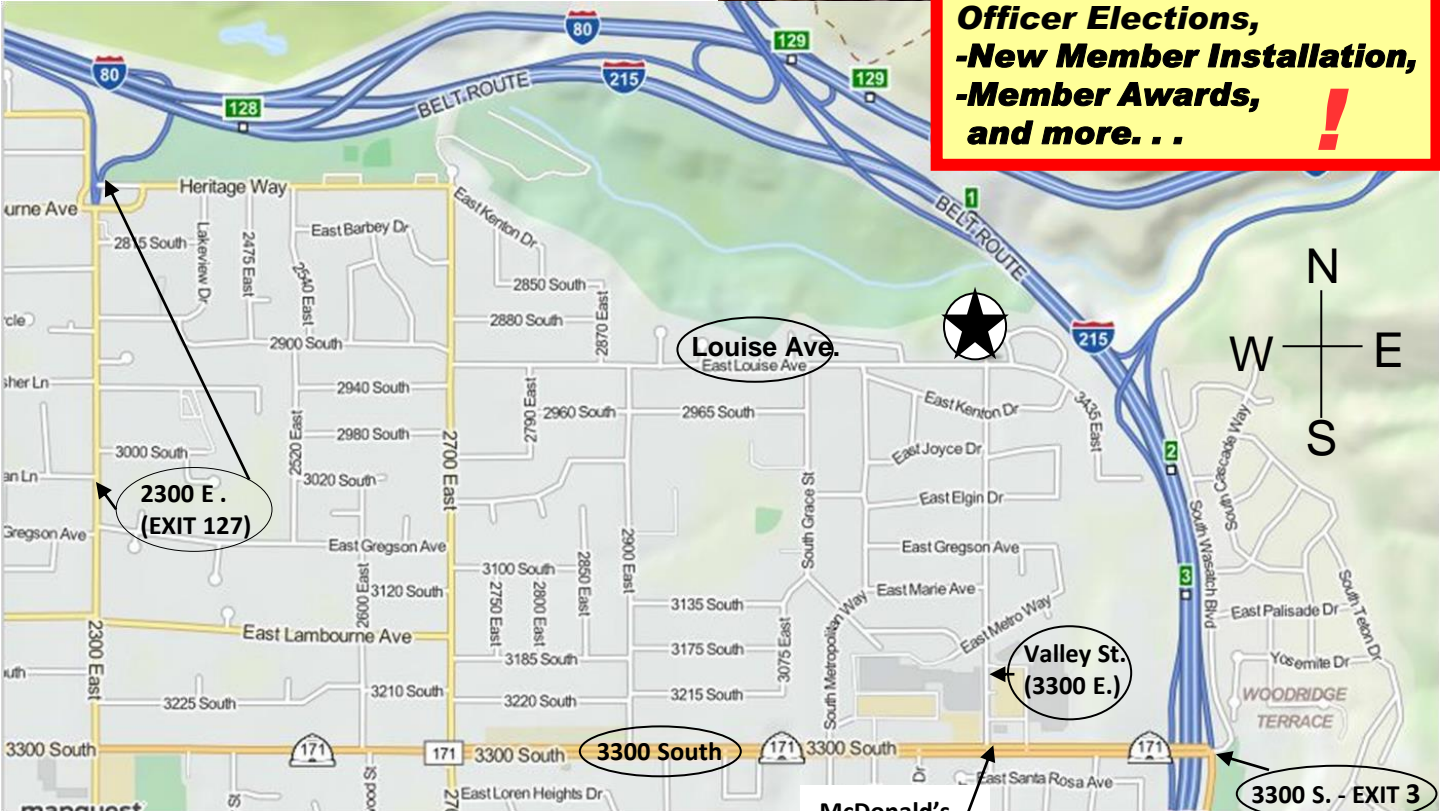 Officer Elections,
-New Member Installation,
-Member Awards,
and more. . .
!
80
129
129
80
215
128
BELT ROUTE
1
BELT ROUTE
Heritage Way
urne Ave
East Kenton Dr
2815 South
Lakeview Dr
2475 East
2540 East
East Barbey Dr
2850 South
2880 South
2870 East
rcle
2900 South
Louise Ave.
East Louise Ave
215
N
W
E
S
sher Ln
2940 South
2790 East
2960 South
2965 South
East Kenton Dr
3435 East
2520 East
2980 South
2700 East
3000 South
3020 South
East Joyce Dr
2
South Cascade Way
an Ln
2300 E .
(EXIT 127)
East Elgin Dr
South Grace St
South Wasatch Blvd
Gregson Ave
East Gregson Ave
2900 East
East Gregson Ave
3100 South
2850 East
2600 East
3120 South
2750 East
2800 East
3135 South
East Marie Ave
3
South Teton Dr
East Palisade Dr
East Metro Way
South Metropolitan Way
East Lambourne Ave
2300 East
3185 South
3175 South
3075 East
Valley St.
(3300 E.)
Yosemite Dr
uth
3225 South
3210 South
3220 South
3215 South
WOODRIDGE
TERRACE
3300 South
171
171
3300 South
3300 South
171
3300 South
171
St
East Loren Heights Dr
Dr
East Santa Rosa Ave
3300 S. - EXIT 3
mapquest
McDonald's